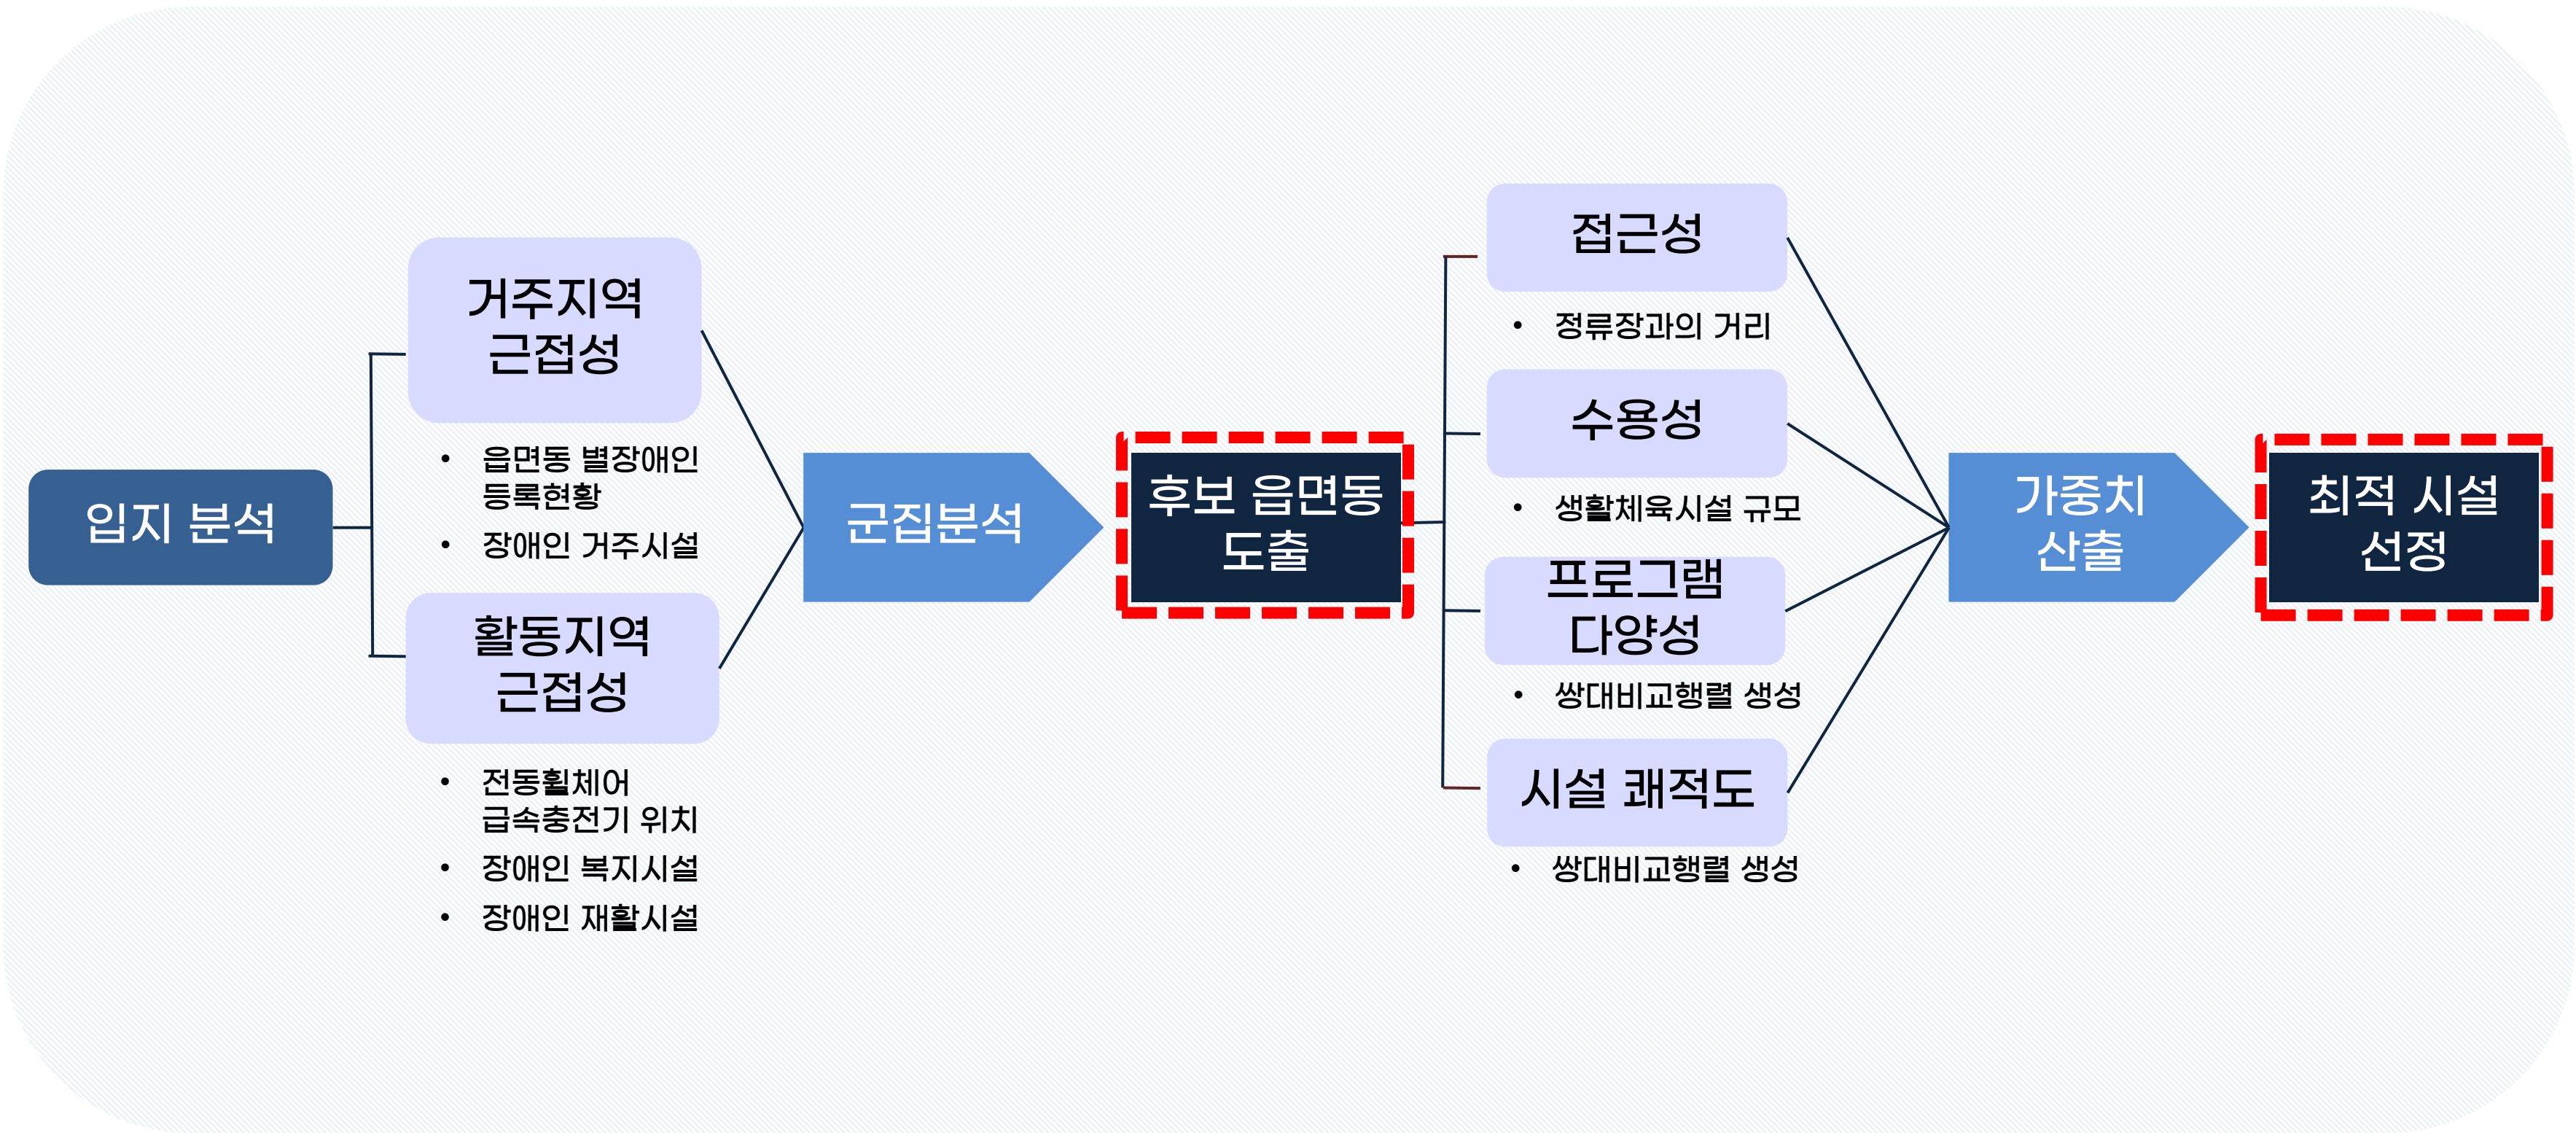 입지 분석
거주지역
근접성
• 읍면동 별장애인
등록현황
• 장애인 거주시설
활동지역
근접성
• 전동휠체어
급속충전기 위치
• 장애인 복지시설
• 장애인 재활시설
군집분석
후보 읍면동
도출
접근성
• 정류장과의 거리
수용성
• 생활체육시설 규모
프로그램
다양성
• 쌍대비교행렬 생성
시설 쾌적도
• 쌍대비교행렬 생성
가중치
산출
최적 시설
선정